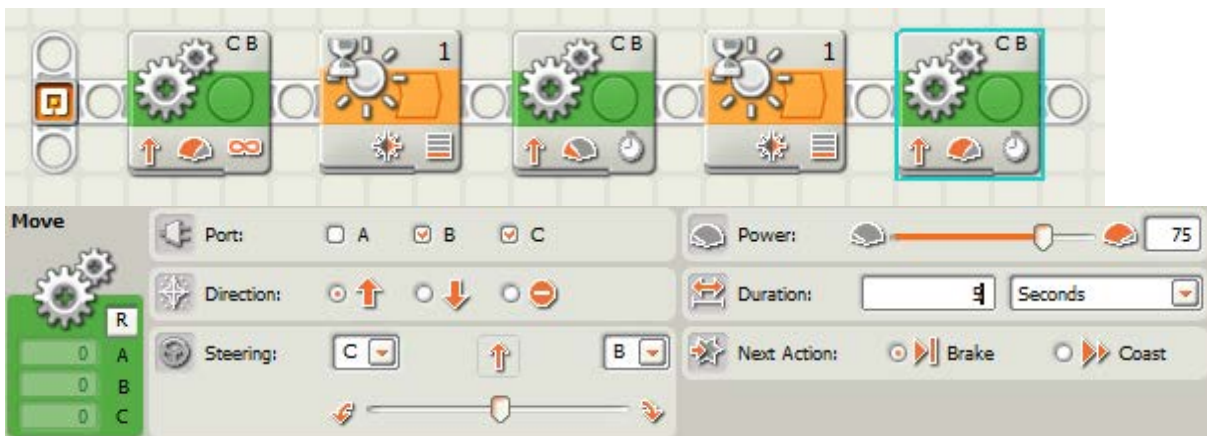 C B
1
C B
1
C B
Move
Port: A B C
Power: 75
Direction:
Duration: 5 Seconds
R
Steering: C B
Next Action: Brake Coast
0 A
0 B
0 C